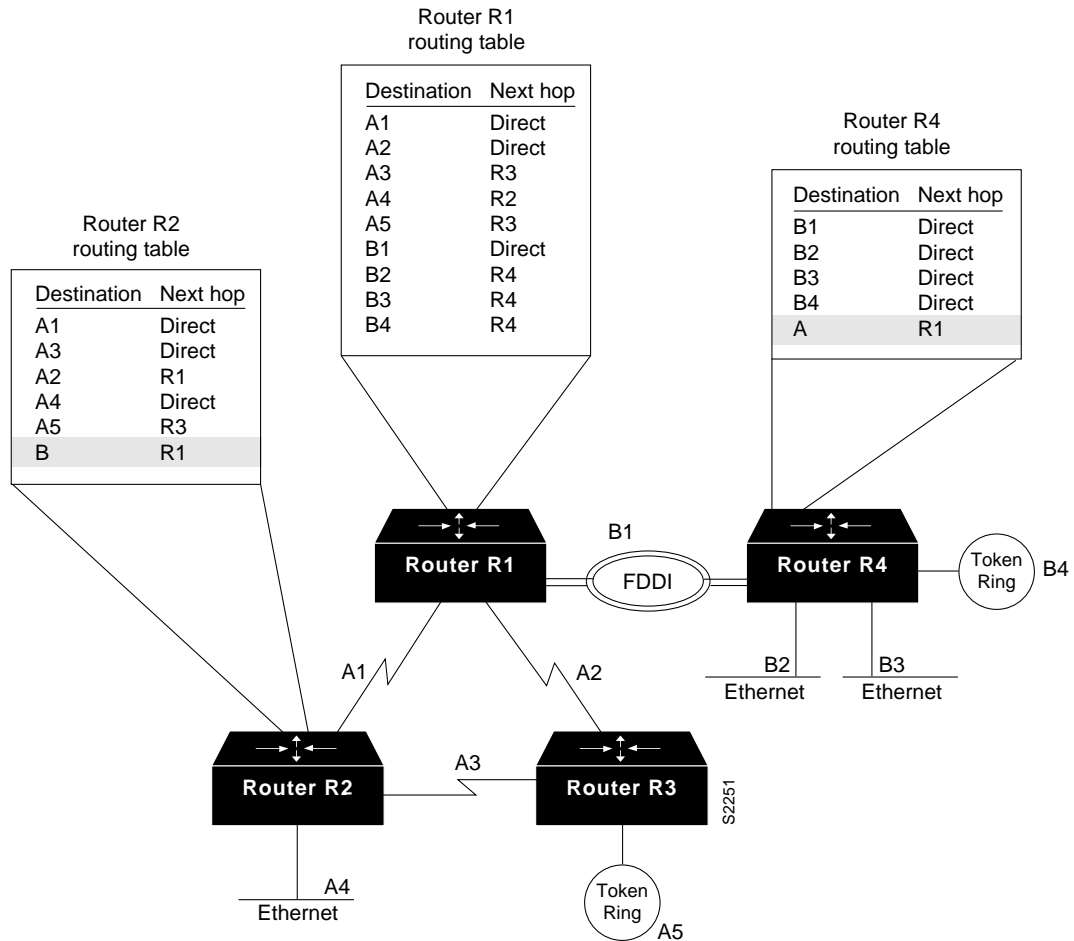 Router R1
routing table
Destination Next hop
A1 Direct
A2 Direct
A3 R3
A4 R2
A5 R3
B1 Direct
B2 R4
B3 R4
B4 R4
Router R4
routing table
Destination Next hop
B1 Direct
B2 Direct
B3 Direct
B4 Direct
A R1
Router R2
routing table
Destination Next hop
A1 Direct
A3 Direct
A2 R1
A4 Direct
A5 R3
B R1
Router R1
B1
FDDI
Router R4
Token
Ring
B4
A1
A2
B2
Ethernet
B3
Ethernet
Router R2
A3
Router R3
S2251
A4
Ethernet
Token
Ring
A5